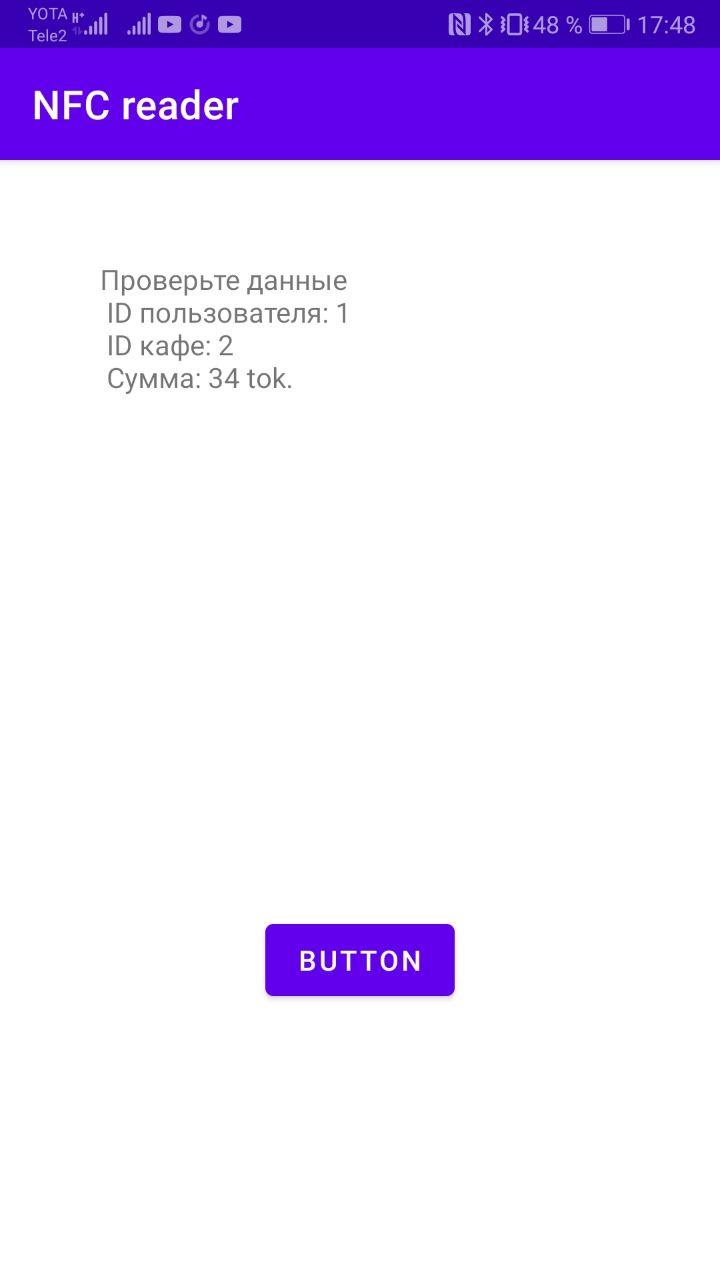 YOTA H+
Tele2
48 % 17:48
NFC reader
Проверьте данные
ID пользователя: 1
ID кафе: 2
Сумма: 34 tok.
BUTTON